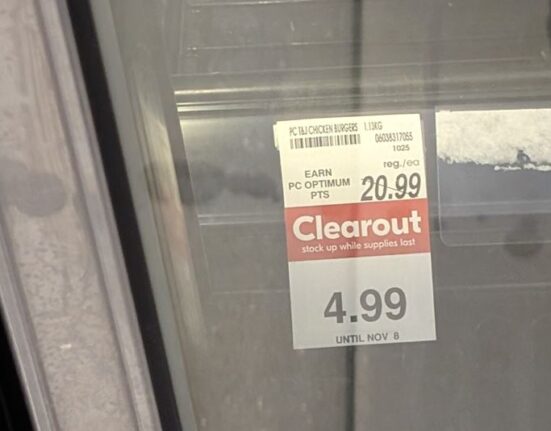 PC T&J CHICKEN BURGERS 1.13KG
06038317055
1025
reg./ea
EARN
PC OPTIMUM
PTS
20.99
Clearout
stock up while supplies last
4.99
UNTIL NOV 8